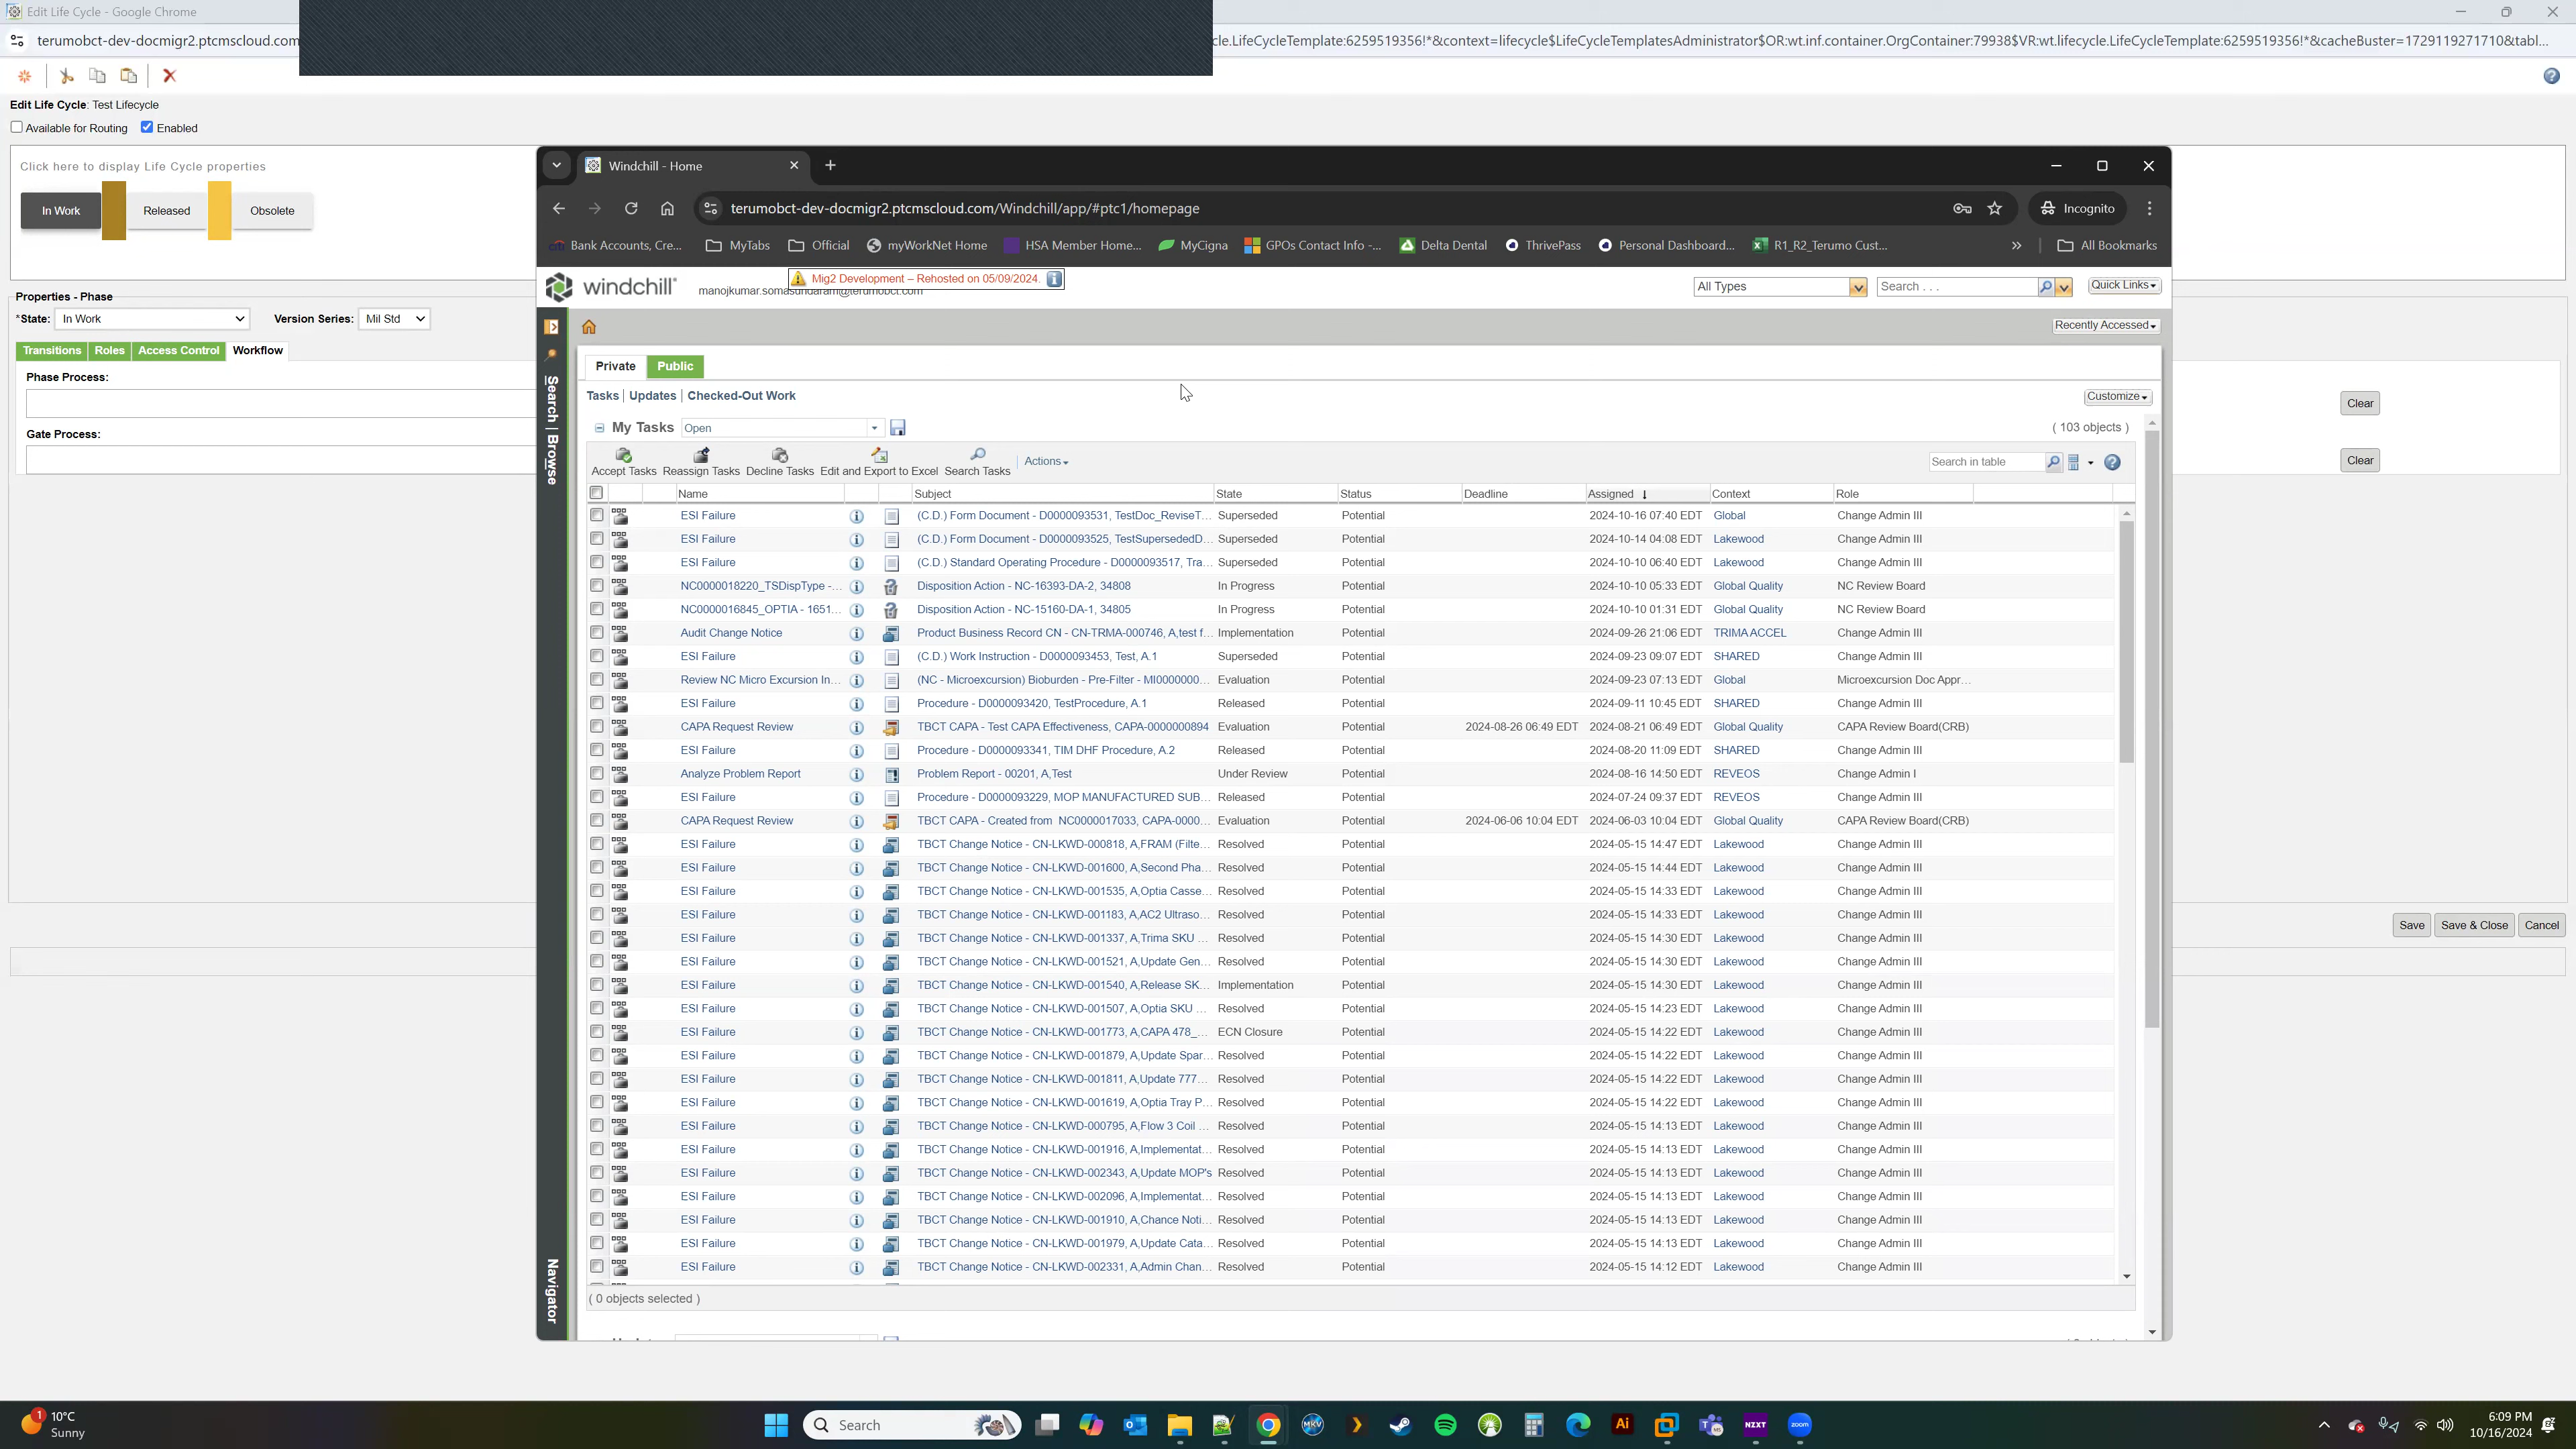 Edit Life Cycle - Google Chrome
terumobct-dev-docmigr2.ptcmscloud.com
cle.LifeCycleTemplate:6259519356!*&context=lifecycle$LifeCycleTemplatesAdministrator$OR:wt.inf.container.OrgContainer:79938$VR:wt.lifecycle.LifeCycleTemplate:6259519356!*&cacheBuster=1729119271710&tabl...
Edit Life Cycle: Test Lifecycle
Available for Routing Enabled
Click here to display Life Cycle properties
In Work Released Obsolete
Properties - Phase
*State: In Work Version Series: Mil Std
Transitions Roles Access Control Workflow
Phase Process:
Clear
Gate Process:
Clear
Save Save & Close Cancel
Windchill - Home
terumobct-dev-docmigr2.ptcmscloud.com/Windchill/app/#ptc1/homepage
Incognito
Bank Accounts, Cre... MyTabs Official myWorkNet Home HSA Member Home... MyCigna GPOs Contact Info -... Delta Dental ThrivePass Personal Dashboard... R1_R2_Terumo Cust... » All Bookmarks
windchill
Mig2 Development – Rehosted on 05/09/2024.
manojkumar.somasundaram@terumobct.com
All Types Search . . . Quick Links
Recently Accessed
Search | Browse
Navigator
Private Public
Tasks | Updates | Checked-Out Work Customize
My Tasks Open ( 103 objects )
Accept Tasks Reassign Tasks Decline Tasks Edit and Export to Excel Search Tasks Actions Search in table
Name Subject State Status Deadline Assigned Context Role
ESI Failure (C.D.) Form Document - D0000093531, TestDoc_ReviseT... Superseded Potential 2024-10-16 07:40 EDT Global Change Admin III
ESI Failure (C.D.) Form Document - D0000093525, TestSupersededD... Superseded Potential 2024-10-14 04:08 EDT Lakewood Change Admin III
ESI Failure (C.D.) Standard Operating Procedure - D0000093517, Tra... Superseded Potential 2024-10-10 06:40 EDT Lakewood Change Admin III
NC0000018220_TSDispType -... Disposition Action - NC-16393-DA-2, 34808 In Progress Potential 2024-10-10 05:33 EDT Global Quality NC Review Board
NC0000016845_OPTIA - 1651... Disposition Action - NC-15160-DA-1, 34805 In Progress Potential 2024-10-10 01:31 EDT Global Quality NC Review Board
Audit Change Notice Product Business Record CN - CN-TRMA-000746, A,test f... Implementation Potential 2024-09-26 21:06 EDT TRIMA ACCEL Change Admin III
ESI Failure (C.D.) Work Instruction - D0000093453, Test, A.1 Superseded Potential 2024-09-23 09:07 EDT SHARED Change Admin III
Review NC Micro Excursion In... (NC - Microexcursion) Bioburden - Pre-Filter - MI0000000... Evaluation Potential 2024-09-23 07:13 EDT Global Microexcursion Doc Appr...
ESI Failure Procedure - D0000093420, TestProcedure, A.1 Released Potential 2024-09-11 10:45 EDT SHARED Change Admin III
CAPA Request Review TBCT CAPA - Test CAPA Effectiveness, CAPA-0000000894 Evaluation Potential 2024-08-26 06:49 EDT 2024-08-21 06:49 EDT Global Quality CAPA Review Board(CRB)
ESI Failure Procedure - D0000093341, TIM DHF Procedure, A.2 Released Potential 2024-08-20 11:09 EDT SHARED Change Admin III
Analyze Problem Report Problem Report - 00201, A,Test Under Review Potential 2024-08-16 14:50 EDT REVEOS Change Admin I
ESI Failure Procedure - D0000093229, MOP MANUFACTURED SUB... Released Potential 2024-07-24 09:37 EDT REVEOS Change Admin III
CAPA Request Review TBCT CAPA - Created from NC0000017033, CAPA-0000... Evaluation Potential 2024-06-06 10:04 EDT 2024-06-03 10:04 EDT Global Quality CAPA Review Board(CRB)
ESI Failure TBCT Change Notice - CN-LKWD-000818, A,FRAM (Filte... Resolved Potential 2024-05-15 14:47 EDT Lakewood Change Admin III
ESI Failure TBCT Change Notice - CN-LKWD-001600, A,Second Pha... Resolved Potential 2024-05-15 14:44 EDT Lakewood Change Admin III
ESI Failure TBCT Change Notice - CN-LKWD-001535, A,Optia Casse... Resolved Potential 2024-05-15 14:33 EDT Lakewood Change Admin III
ESI Failure TBCT Change Notice - CN-LKWD-001183, A,AC2 Ultraso... Resolved Potential 2024-05-15 14:33 EDT Lakewood Change Admin III
ESI Failure TBCT Change Notice - CN-LKWD-001337, A,Trima SKU ... Resolved Potential 2024-05-15 14:30 EDT Lakewood Change Admin III
ESI Failure TBCT Change Notice - CN-LKWD-001521, A,Update Gen... Resolved Potential 2024-05-15 14:30 EDT Lakewood Change Admin III
ESI Failure TBCT Change Notice - CN-LKWD-001540, A,Release SK... Implementation Potential 2024-05-15 14:30 EDT Lakewood Change Admin III
ESI Failure TBCT Change Notice - CN-LKWD-001507, A,Optia SKU ... Resolved Potential 2024-05-15 14:23 EDT Lakewood Change Admin III
ESI Failure TBCT Change Notice - CN-LKWD-001773, A,CAPA 478_... ECN Closure Potential 2024-05-15 14:22 EDT Lakewood Change Admin III
ESI Failure TBCT Change Notice - CN-LKWD-001879, A,Update Spar... Resolved Potential 2024-05-15 14:22 EDT Lakewood Change Admin III
ESI Failure TBCT Change Notice - CN-LKWD-001811, A,Update 777... Resolved Potential 2024-05-15 14:22 EDT Lakewood Change Admin III
ESI Failure TBCT Change Notice - CN-LKWD-001619, A,Optia Tray P... Resolved Potential 2024-05-15 14:22 EDT Lakewood Change Admin III
ESI Failure TBCT Change Notice - CN-LKWD-000795, A,Flow 3 Coil ... Resolved Potential 2024-05-15 14:13 EDT Lakewood Change Admin III
ESI Failure TBCT Change Notice - CN-LKWD-001916, A,Implementat... Resolved Potential 2024-05-15 14:13 EDT Lakewood Change Admin III
ESI Failure TBCT Change Notice - CN-LKWD-002343, A,Update MOP's Resolved Potential 2024-05-15 14:13 EDT Lakewood Change Admin III
ESI Failure TBCT Change Notice - CN-LKWD-002096, A,Implementat... Resolved Potential 2024-05-15 14:13 EDT Lakewood Change Admin III
ESI Failure TBCT Change Notice - CN-LKWD-001910, A,Chance Noti... Resolved Potential 2024-05-15 14:13 EDT Lakewood Change Admin III
ESI Failure TBCT Change Notice - CN-LKWD-001979, A,Update Cata... Resolved Potential 2024-05-15 14:13 EDT Lakewood Change Admin III
ESI Failure TBCT Change Notice - CN-LKWD-002331, A,Admin Chan... Resolved Potential 2024-05-15 14:12 EDT Lakewood Change Admin III
( 0 objects selected )
1 10°C
Sunny
Search
MKV Ai NZXT zoom
6:09 PM
10/16/2024